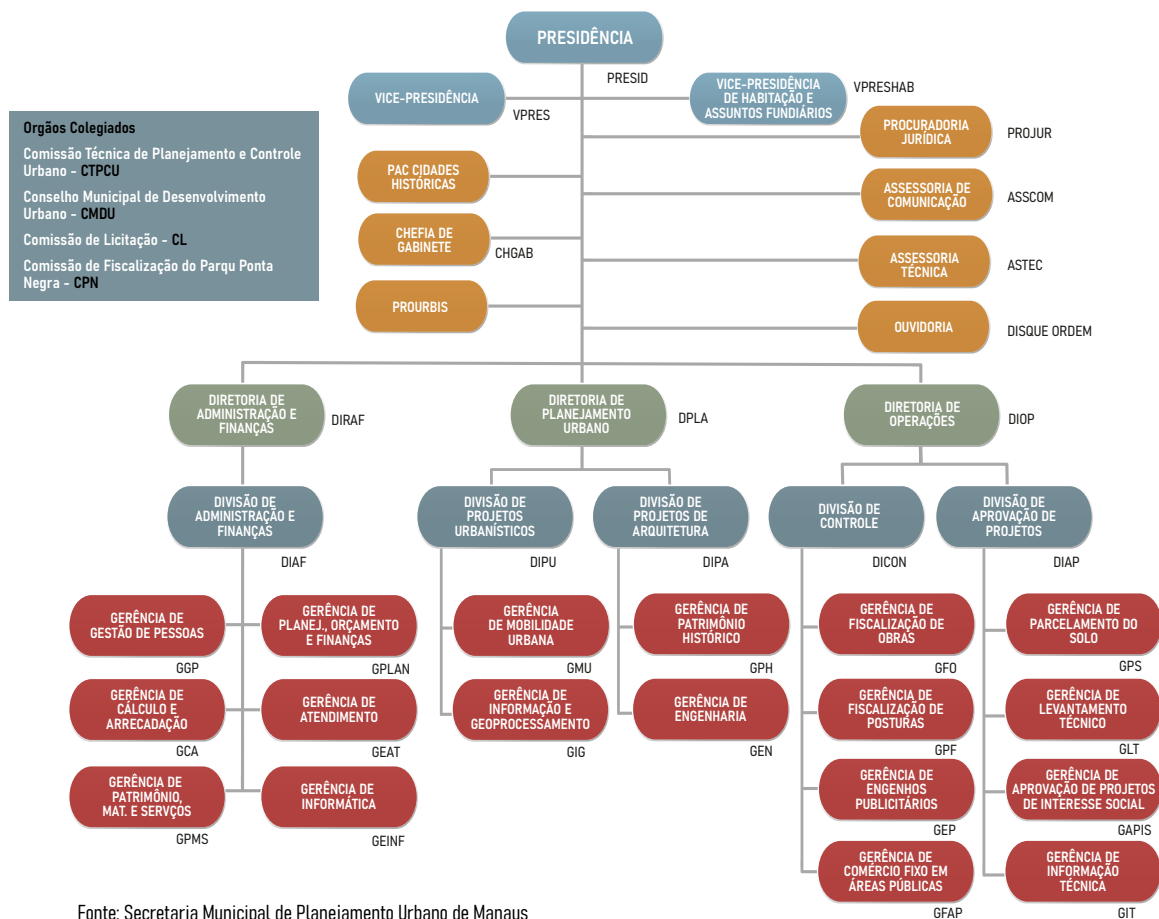 PRESIDÊNCIA
PRESID
VICE-PRESIDÊNCIA
VPRES
VICE-PRESIDÊNCIA
DE HABITAÇÃO E
ASSUNTOS FUNDIÁRIOS
VPRESHAB
Orgãos Colegiados
Comissão Técnica de Planejamento e Controle
Urbano - CTPCU
Conselho Municipal de Desenvolvimento
Urbano - CMDU
Comissão de Licitação - CL
Comissão de Fiscalização do Parqu Ponta
Negra - CPN
PROCURADORIA
JURÍDICA
PROJUR
PAC CIDADES
HISTÓRICAS
ASSESSORIA DE
COMUNICAÇÃO
ASSCOM
CHEFIA DE
GABINETE
CHGAB
ASSESSORIA
TÉCNICA
ASTEC
PROURBIS
OUVIDORIA
DISQUE ORDEM
DIRETORIA DE
ADMINISTRAÇÃO E
FINANÇAS
DIRAF
DIRETORIA DE
PLANEJAMENTO
URBANO
DPLA
DIRETORIA DE
OPERAÇÕES
DIOP
DIVISÃO DE
ADMINISTRAÇÃO E
FINANÇAS
DIAF
DIVISÃO DE
PROJETOS
URBANÍSTICOS
DIPU
DIVISÃO DE
PROJETOS DE
ARQUITETURA
DIPA
DIVISÃO DE
CONTROLE
DICON
DIVISÃO DE
APROVAÇÃO DE
PROJETOS
DIAP
GERÊNCIA DE
GESTÃO DE PESSOAS
GGP
GERÊNCIA DE
PLANEJ., ORÇAMENTO
E FINANÇAS
GPLAN
GERÊNCIA
DE MOBILIDADE
URBANA
GMU
GERÊNCIA DE
PATRIMÔNIO
HISTÓRICO
GPH
GERÊNCIA DE
FISCALIZAÇÃO DE
OBRAS
GFO
GERÊNCIA DE
PARCELAMENTO DO
SOLO
GPS
GERÊNCIA DE
CÁLCULO E
ARRECADAÇÃO
GCA
GERÊNCIA DE
ATENDIMENTO
GEAT
GERÊNCIA DE
INFORMAÇÃO E
GEOPROCESSAMENTO
GIG
GERÊNCIA DE
ENGENHARIA
GEN
GERÊNCIA DE
FISCALIZAÇÃO DE
POSTURAS
GPF
GERÊNCIA DE
LEVANTAMENTO
TÉCNICO
GLT
GERÊNCIA DE
PATRIMÔNIO,
MAT. E SERVÇOS
GPMS
GERÊNCIA DE
INFORMÁTICA
GEINF
GERÊNCIA DE
ENGENHOS
PUBLICITÁRIOS
GEP
GERÊNCIA DE
APROVAÇÃO DE PROJETOS
DE INTERESSE SOCIAL
GAPIS
GERÊNCIA DE
COMÉRCIO FIXO EM
ÁREAS PÚBLICAS
GFAP
GERÊNCIA DE
INFORMAÇÃO
TÉCNICA
GIT
Fonte: Secretaria Municipal de Planejamento Urbano de Manaus